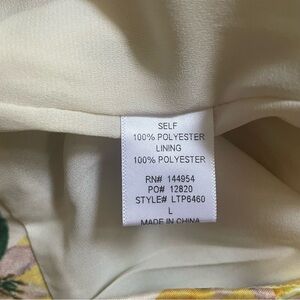 SELF
100% POLYESTER
LINING
100% POLYESTER
RN# 144954
PO# 12820
STYLE# LTP6460
L
MADE IN CHINA